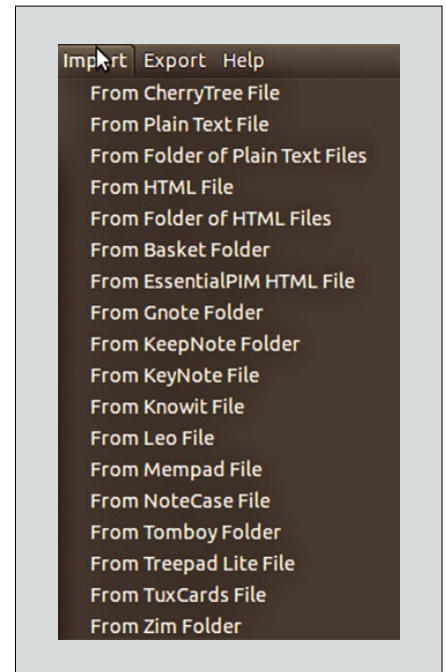 Import Export Help
From CherryTree File
From Plain Text File
From Folder of Plain Text Files
From HTML File
From Folder of HTML Files
From Basket Folder
From EssentialPIM HTML File
From Gnote Folder
From KeepNote Folder
From KeyNote File
From Knowit File
From Leo File
From Mempad File
From NoteCase File
From Tomboy Folder
From Treepad Lite File
From TuxCards File
From Zim Folder